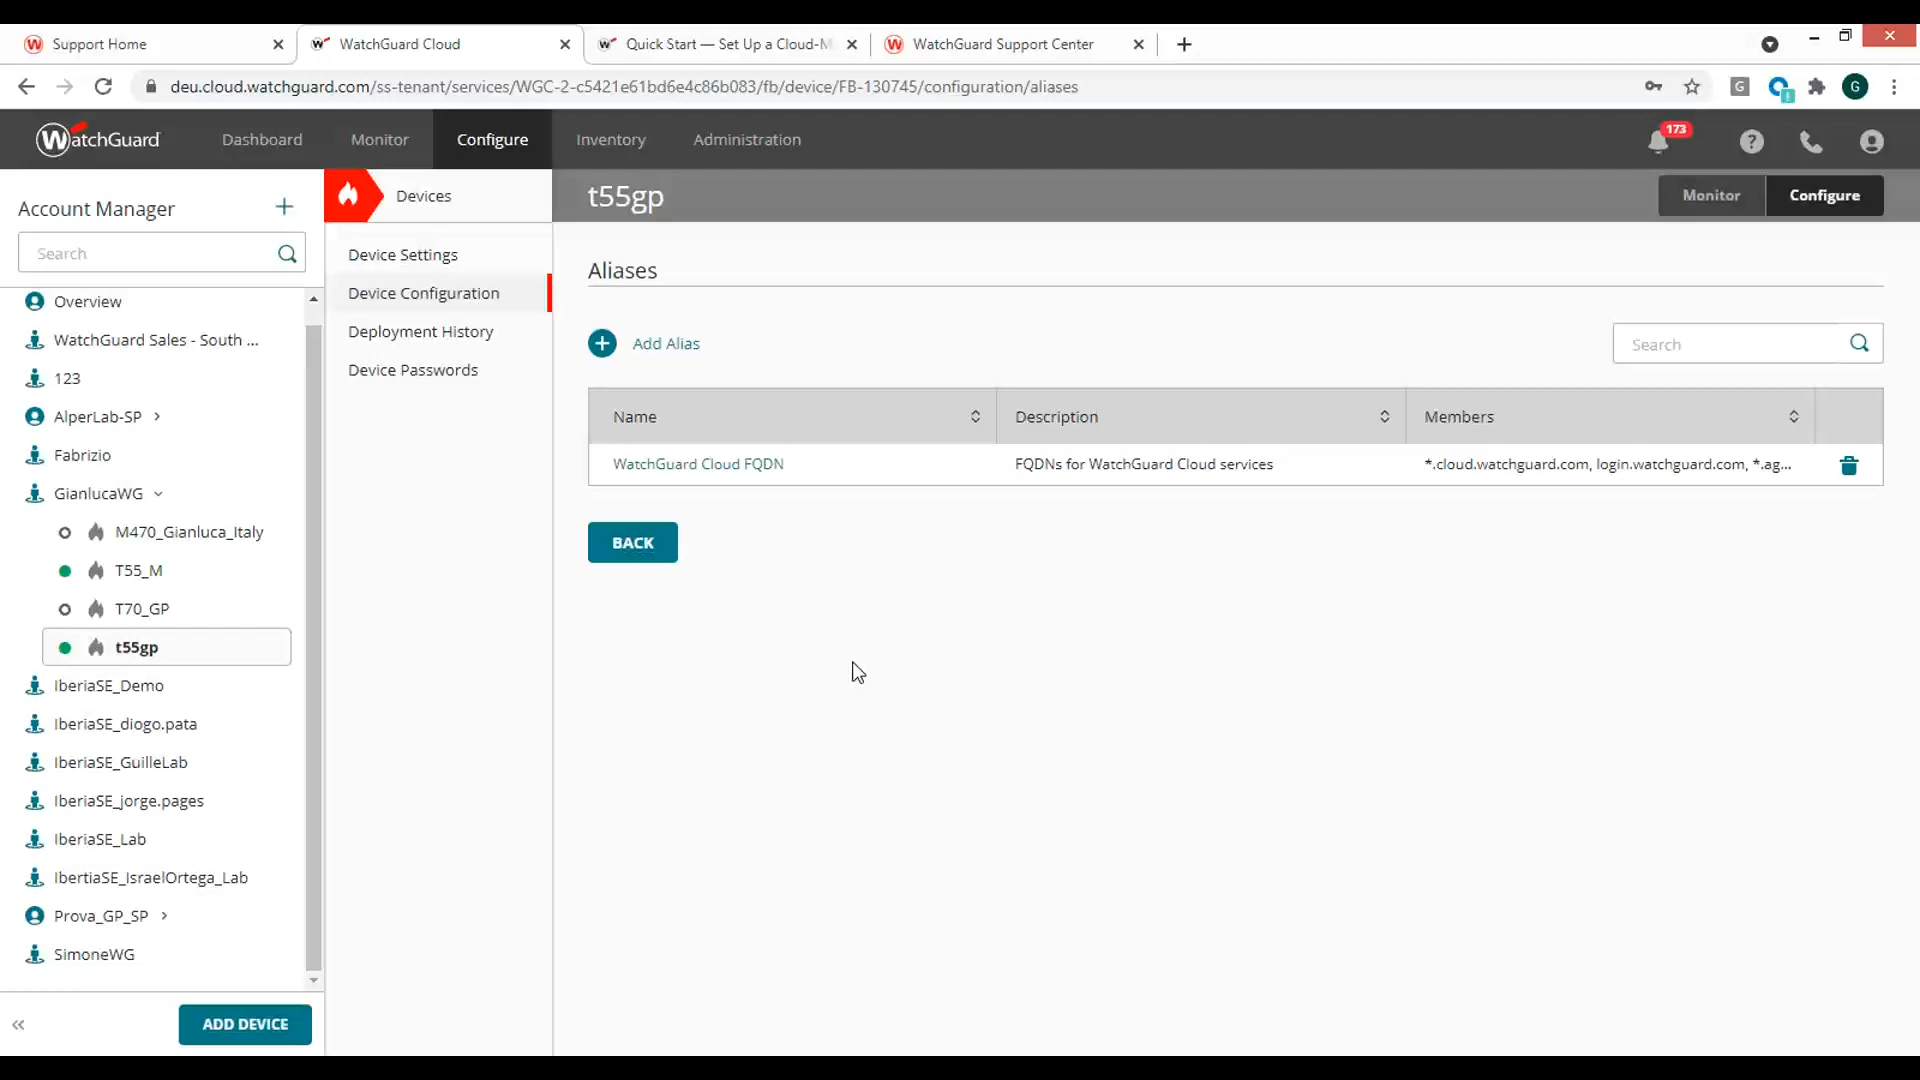 Support Home
WatchGuard Cloud
Quick Start — Set Up a Cloud-M
WatchGuard Support Center
deu.cloud.watchguard.com/ss-tenant/services/WGC-2-c5421e61bd6e4c86b083/fb/device/FB-130745/configuration/aliases
G
G
WatchGuard
Dashboard
Monitor
Configure
Inventory
Administration
173
Account Manager
Search
Overview
WatchGuard Sales - South ...
123
AlperLab-SP
Fabrizio
GianlucaWG
M470_Gianluca_Italy
T55_M
T70_GP
t55gp
IberiaSE_Demo
IberiaSE_diogo.pata
IberiaSE_GuilleLab
IberiaSE_jorge.pages
IberiaSE_Lab
IbertiaSE_IsraelOrtega_Lab
Prova_GP_SP
SimoneWG
ADD DEVICE
Devices
Device Settings
Device Configuration
Deployment History
Device Passwords
t55gp
Monitor
Configure
Aliases
Add Alias
Search
Name
Description
Members
WatchGuard Cloud FQDN
FQDNs for WatchGuard Cloud services
*.cloud.watchguard.com, login.watchguard.com, *.ag...
BACK